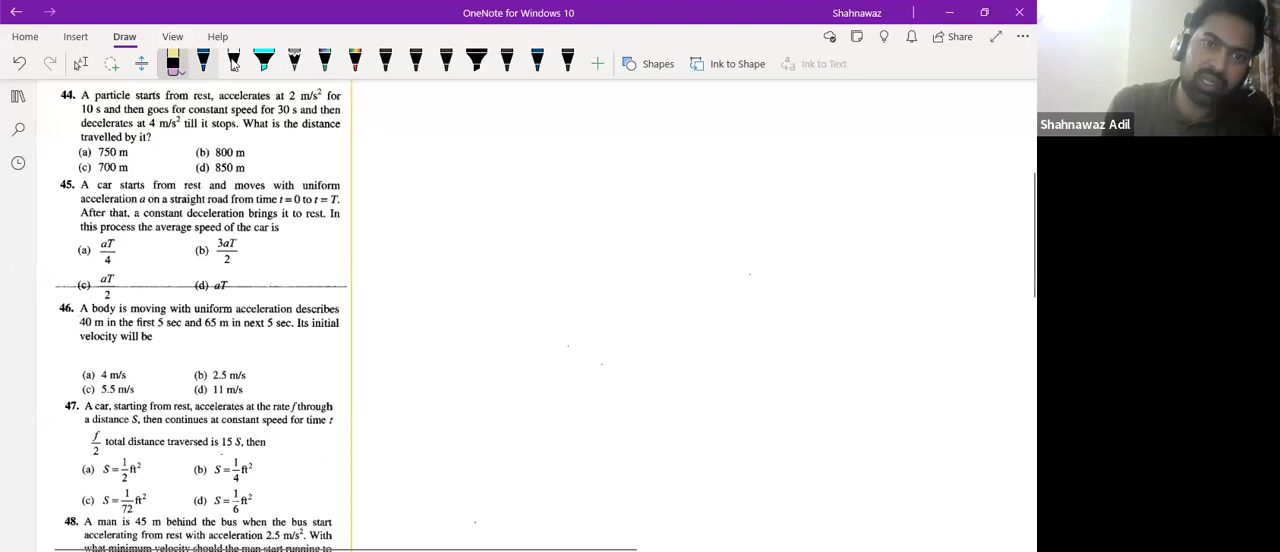 OneNote for Windows 10
Shahnawaz
Home Insert Draw View Help
Share
Shapes
Ink to Shape
Ink to Text
44. A particle starts from rest, accelerates at 2 m/s² for
10 s and then goes for constant speed for 30 s and then
decelerates at 4 m/s² till it stops. What is the distance
travelled by it?
(a) 750 m (b) 800 m
(c) 700 m (d) 850 m
45. A car starts from rest and moves with uniform
acceleration a on a straight road from time t = 0 to t = T.
After that, a constant deceleration brings it to rest. In
this process the average speed of the car is
(a) aT/4 (b) 3aT/2
(c) aT/2 (d) aT
46. A body is moving with uniform acceleration describes
40 m in the first 5 sec and 65 m in next 5 sec. Its initial
velocity will be
(a) 4 m/s (b) 2.5 m/s
(c) 5.5 m/s (d) 11 m/s
47. A car, starting from rest, accelerates at the rate f through
a distance S, then continues at constant speed for time t
f/2 total distance traversed is 15 S, then
(a) S = 1/2 ft² (b) S = 1/4 ft²
(c) S = 1/72 ft² (d) S = 1/6 ft²
48. A man is 45 m behind the bus when the bus start
accelerating from rest with acceleration 2.5 m/s². With
what minimum velocity should the man start running to
Shahnawaz Adil